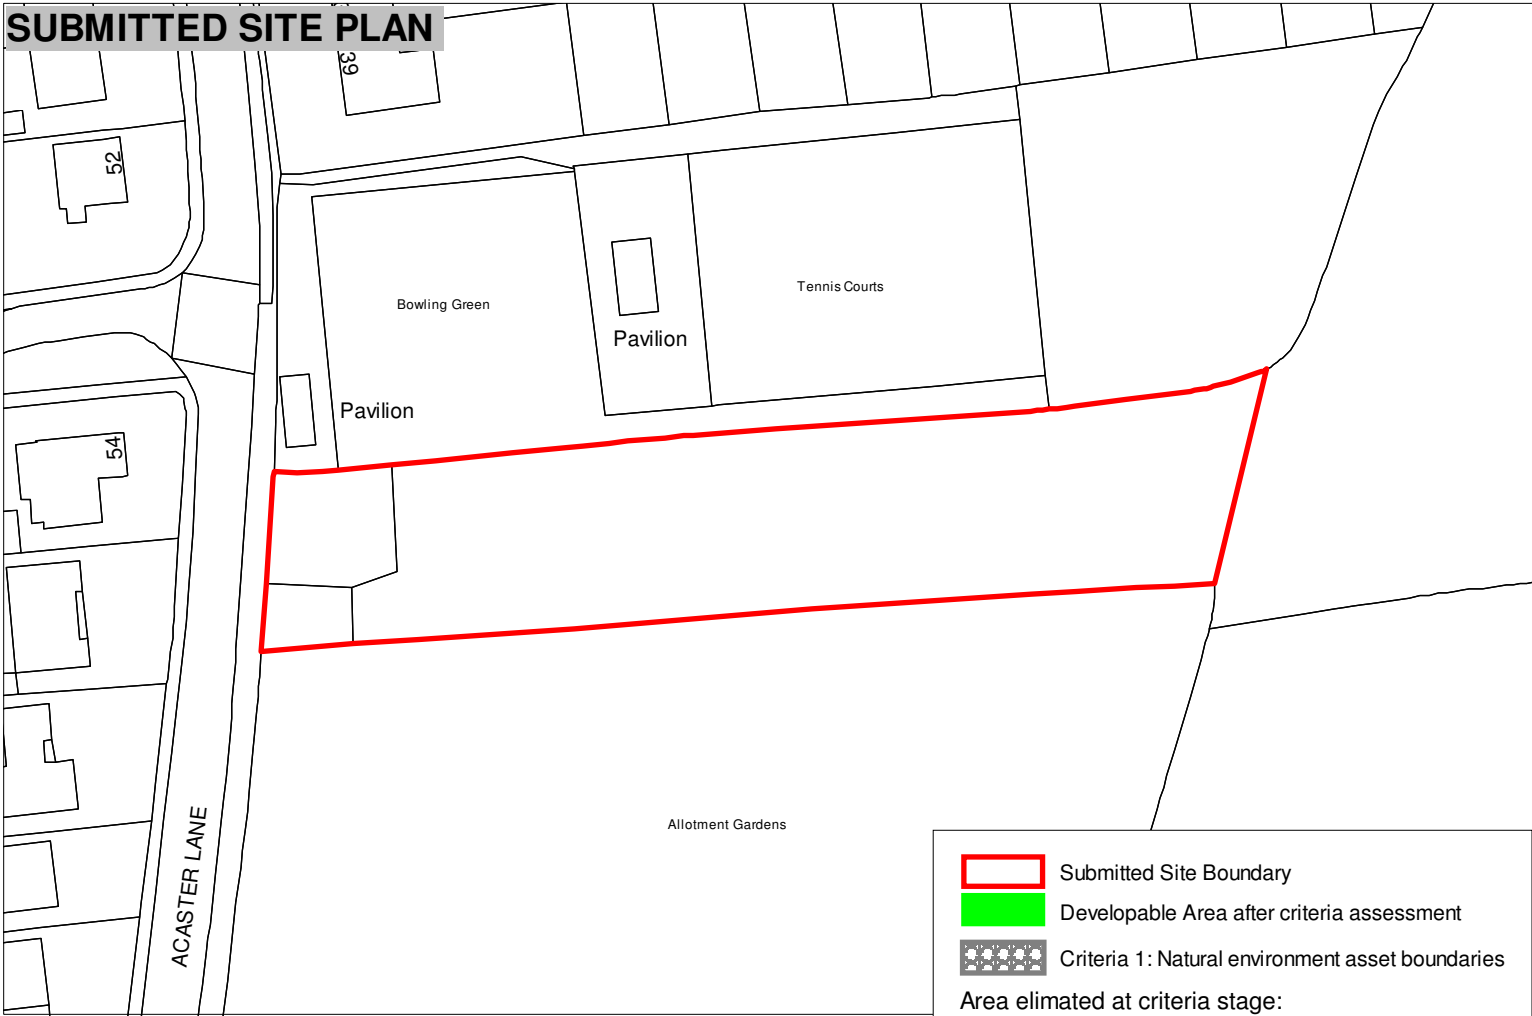 SUBMITTED SITE PLAN
39
52
Bowling Green
Tennis Courts
Pavilion
Pavilion
54
ACASTER LANE
Allotment Gardens
Submitted Site Boundary
Developable Area after criteria assessment
Criteria 1: Natural environment asset boundaries
Area elimated at criteria stage: